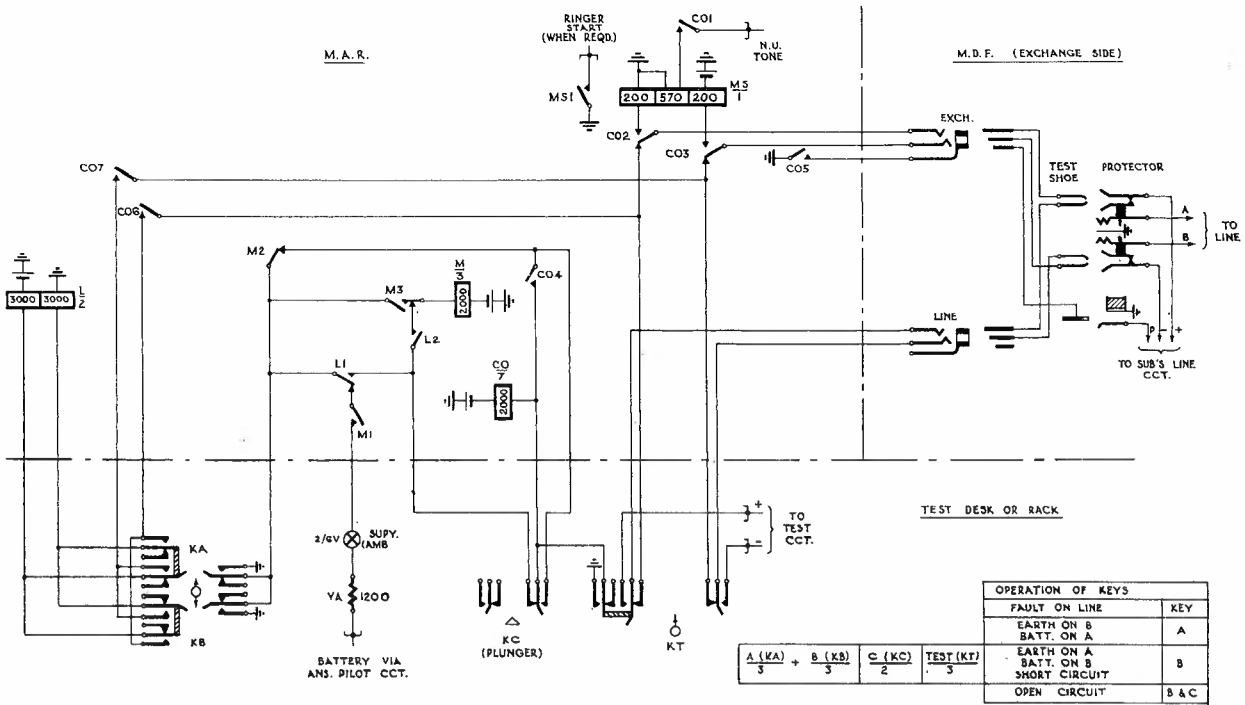 RINGER
START
(WHEN REQD.)
CO1
N.U.
TONE
M.A.R.
M.D.F. (EXCHANGE SIDE)
MS1
200 570 200
MS
1
CO2
CO3
CO5
EXCH.
TEST
SHOE
PROTECTOR
CO7
CO6
A
B
TO
LINE
M2
CO4
M
3
2000
M3
3000 3000
L
2
L2
L1
CO
7
2000
M1
LINE
P - +
TO SUB'S LINE
CCT.
TEST DESK OR RACK
+
-
TO
TEST
CCT.
KA
KB
2/6V
SUPY.
LAMB
YA 1200
BATTERY VIA
ANS. PILOT CCT.
KC
(PLUNGER)
KT
OPERATION OF KEYS
FAULT ON LINE KEY
EARTH ON B
BATT. ON A
A
EARTH ON A
BATT. ON B
SHORT CIRCUIT
B
OPEN CIRCUIT B & C
A (KA) + B (KB) C (KC) TEST (KT)
3 3 2 3